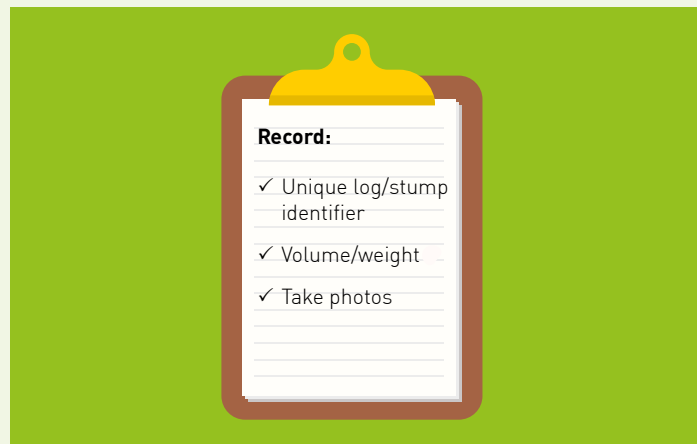 Record:
✓ Unique log/stump
identifier
✓ Volume/weight
✓ Take photos